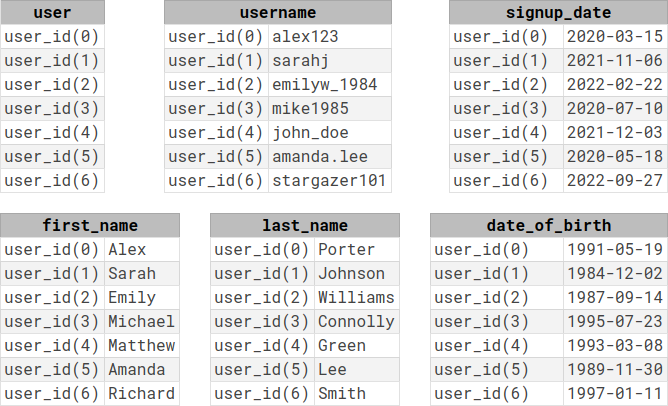 user
user_id(0)
user_id(1)
user_id(2)
user_id(3)
user_id(4)
user_id(5)
user_id(6)
username
user_id(0) alex123
user_id(1) sarahj
user_id(2) emilyw_1984
user_id(3) mike1985
user_id(4) john_doe
user_id(5) amanda.lee
user_id(6) stargazer101
signup_date
user_id(0) 2020-03-15
user_id(1) 2021-11-06
user_id(2) 2022-02-22
user_id(3) 2020-07-10
user_id(4) 2021-12-03
user_id(5) 2020-05-18
user_id(6) 2022-09-27
first_name
user_id(0) Alex
user_id(1) Sarah
user_id(2) Emily
user_id(3) Michael
user_id(4) Matthew
user_id(5) Amanda
user_id(6) Richard
last_name
user_id(0) Porter
user_id(1) Johnson
user_id(2) Williams
user_id(3) Connolly
user_id(4) Green
user_id(5) Lee
user_id(6) Smith
date_of_birth
user_id(0) 1991-05-19
user_id(1) 1984-12-02
user_id(2) 1987-09-14
user_id(3) 1995-07-23
user_id(4) 1993-03-08
user_id(5) 1989-11-30
user_id(6) 1997-01-11